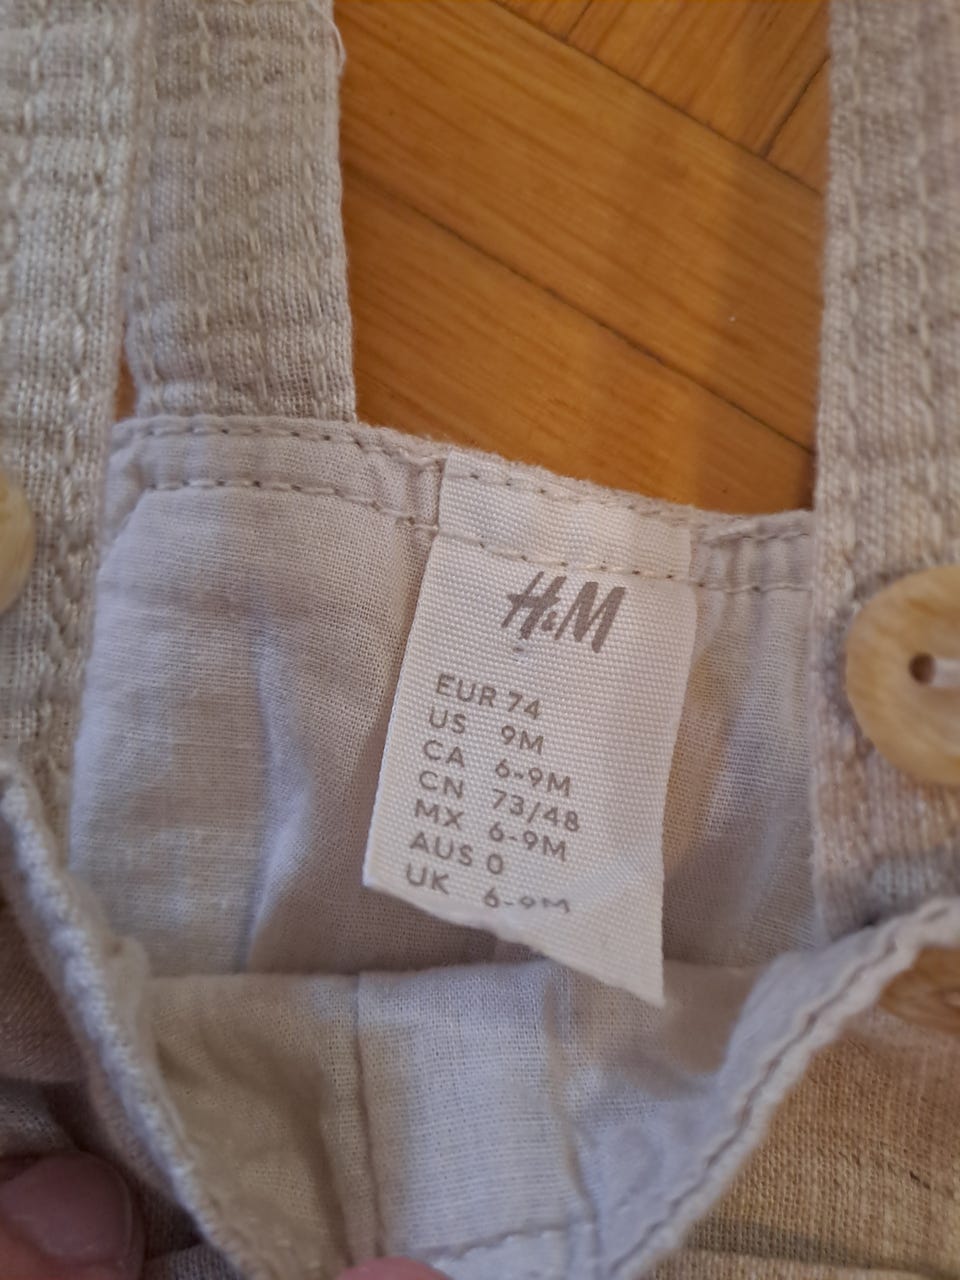 H&M
EUR 74
US 9M
CA 6-9M
CN 73/48
MX 6-9M
AUS 0
UK 6-9M